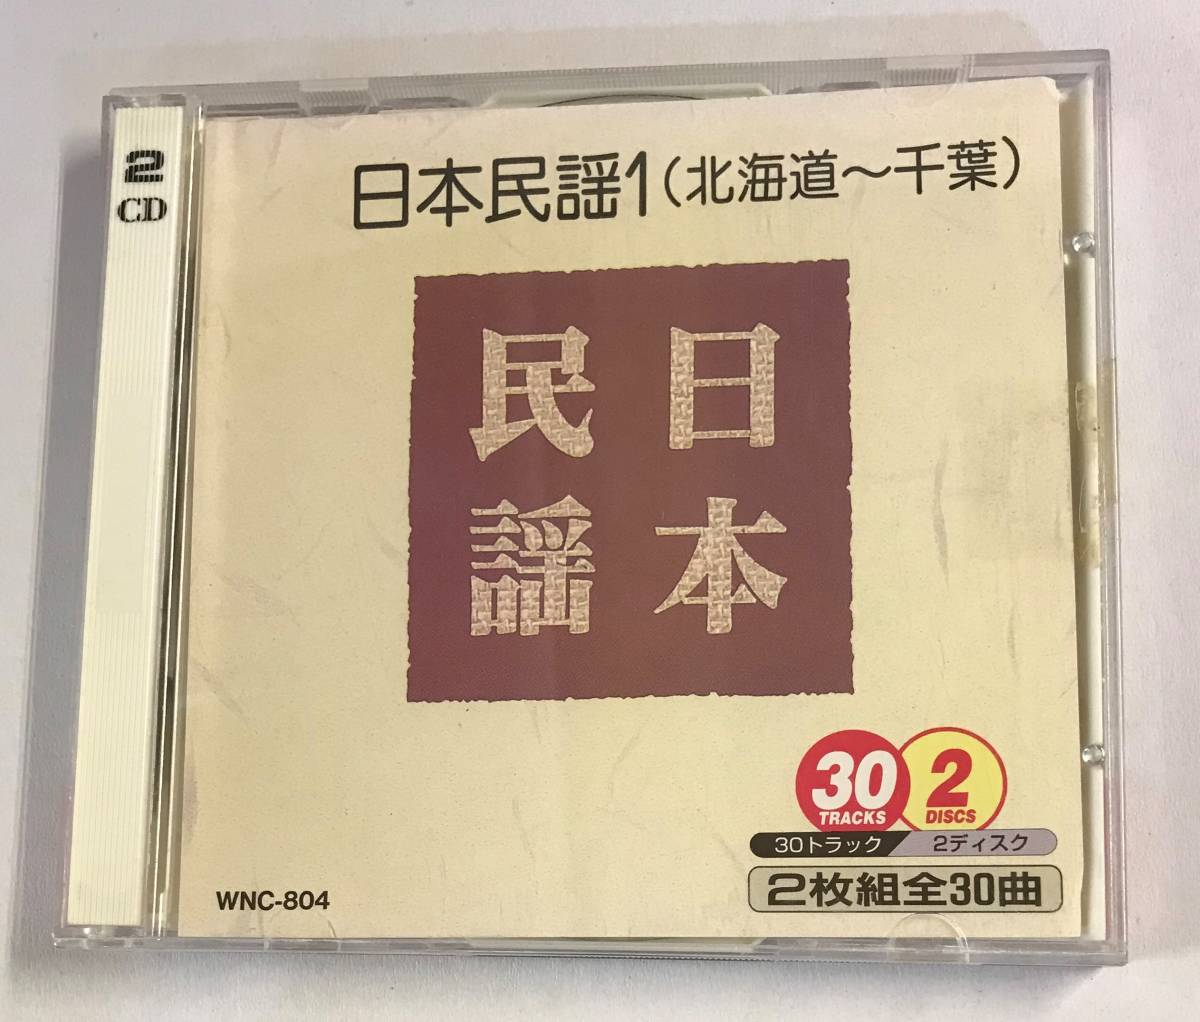 2
CD
日本民謡1(北海道～千葉)
日本
民謡
30 TRACKS
2 DISCS
30トラック 2ディスク
2枚組全30曲
WNC-804